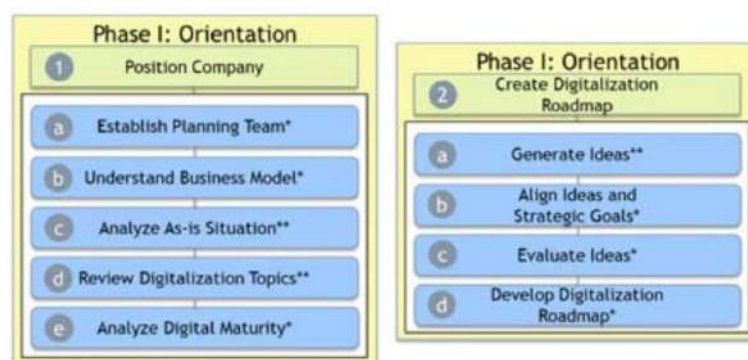 Phase I: Orientation
1 Position Company
a Establish Planning Team*
b Understand Business Model*
c Analyze As-is Situation**
d Review Digitalization Topics**
e Analyze Digital Maturity*
Phase I: Orientation
2 Create Digitalization
Roadmap
a Generate Ideas**
b Align Ideas and
Strategic Goals*
c Evaluate Ideas*
d Develop Digitalization
Roadmap*